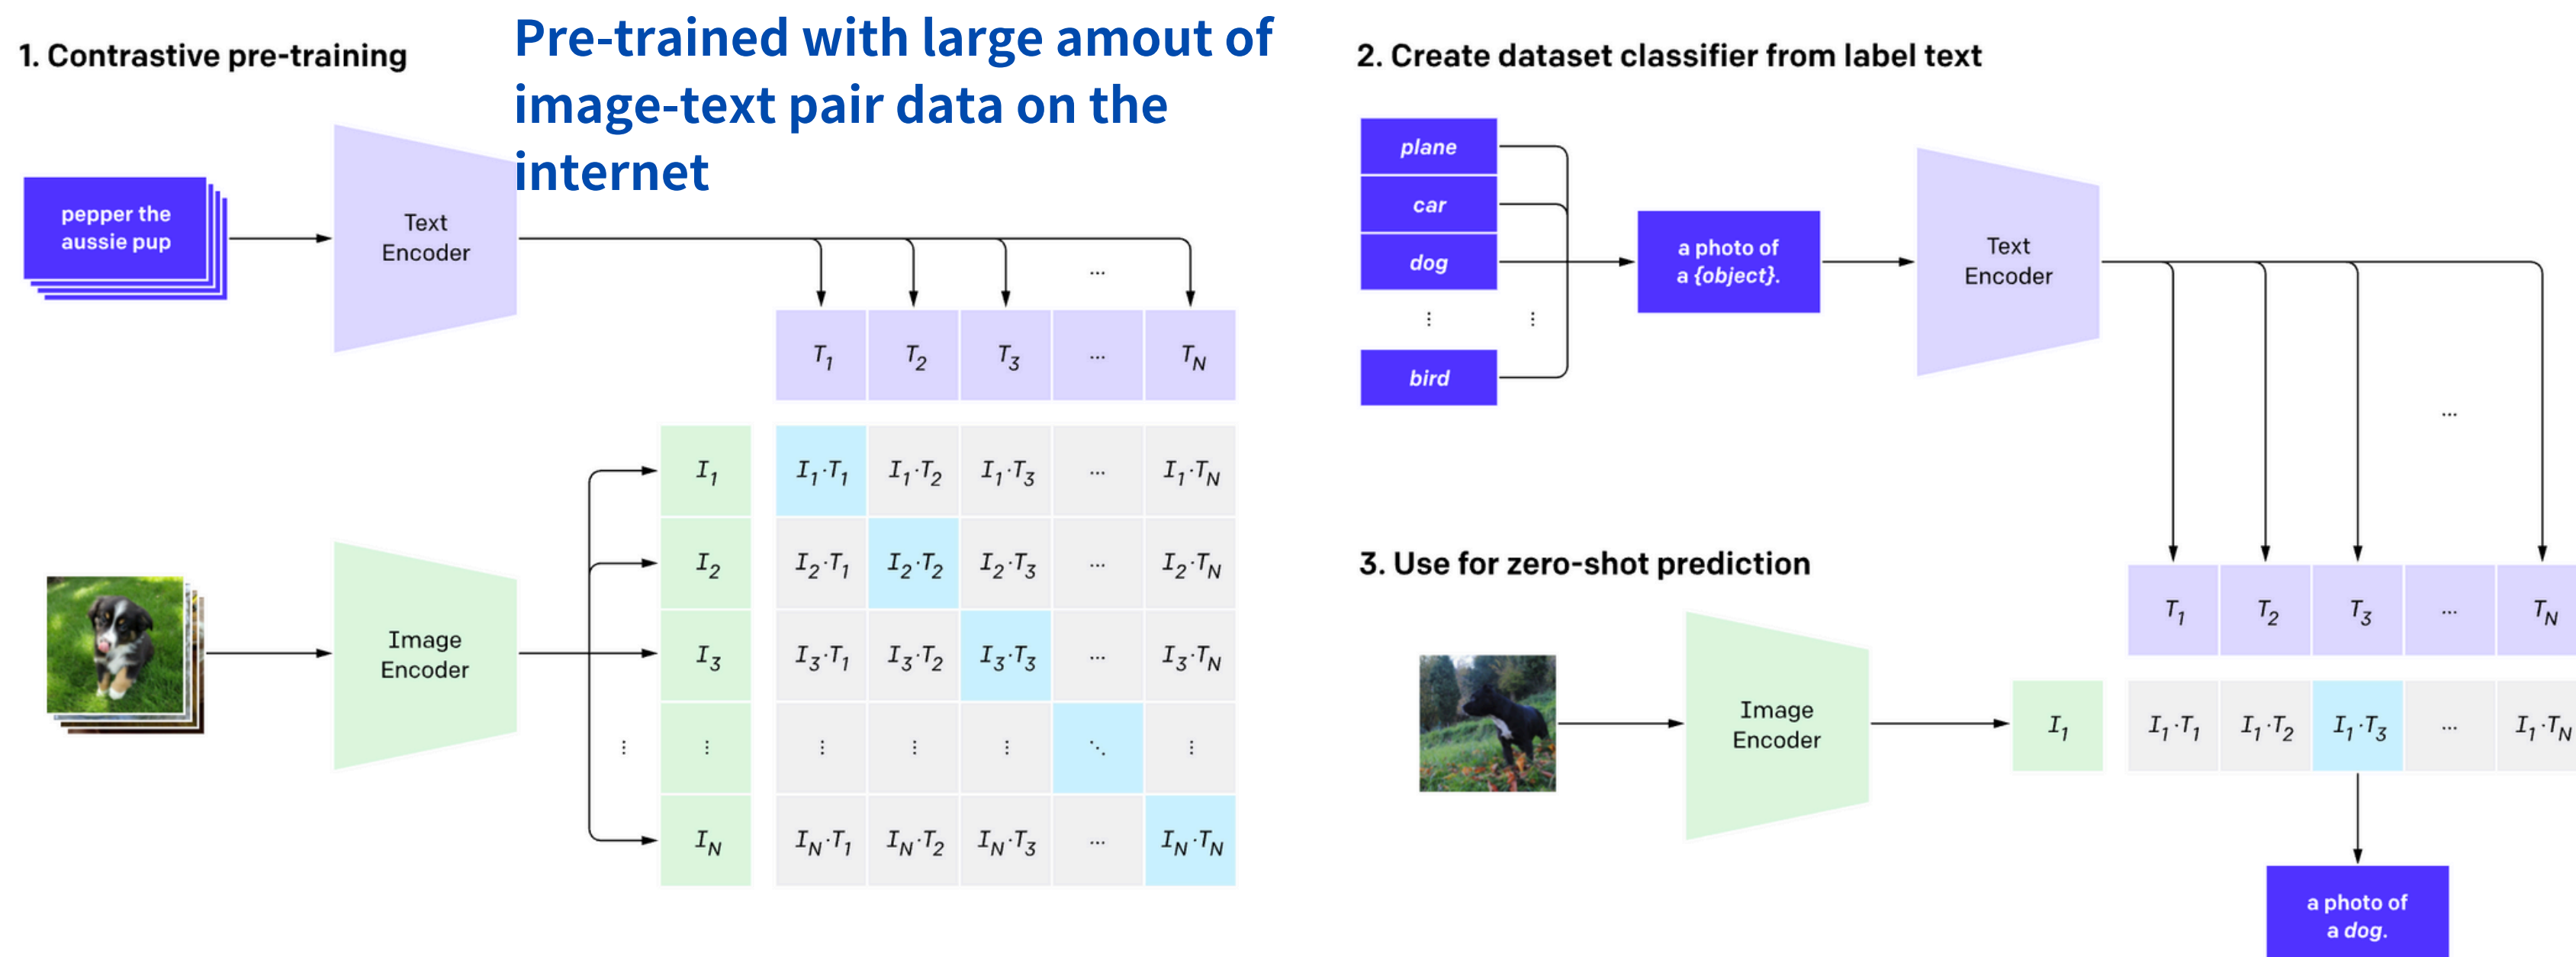 1. Contrastive pre-training
Pre-trained with large amout of
image-text pair data on the
internet
pepper the
aussie pup
Text
Encoder
...
T1 T2 T3 ... TN
Image
Encoder
I1 I1·T1 I1·T2 I1·T3 ... I1·TN
I2 I2·T1 I2·T2 I2·T3 ... I2·TN
I3 I3·T1 I3·T2 I3·T3 ... I3·TN
⋮ ⋮ ⋮ ⋮ ⋮ ⋱ ⋮
IN IN·T1 IN·T2 IN·T3 ... IN·TN
2. Create dataset classifier from label text
plane
car
dog
⋮ ⋮
bird
a photo of
a {object}.
Text
Encoder
...
3. Use for zero-shot prediction
T1 T2 T3 ... TN
Image
Encoder
I1 I1·T1 I1·T2 I1·T3 ... I1·TN
a photo of
a dog.